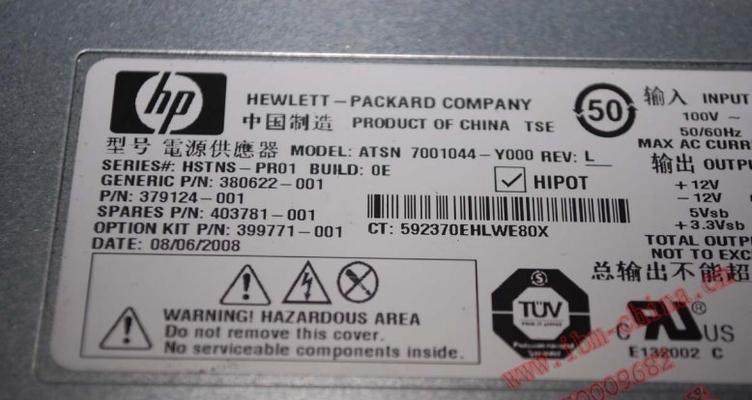 hp
HEWLETT-PACKARD COMPANY
中国制造 PRODUCT OF CHINA TSE
型号 電源供應器 MODEL: ATSN 7001044-Y000 REV: L
SERIES#: HSTNS-PR01 BUILD: 0E
GENERIC P/N: 380622-001
P/N: 379124-001
SPARES P/N: 403781-001
OPTION KIT P/N: 399771-001
DATE: 08/06/2008
HIPOT
CT: 592370EHLWE80X
50
输入 INPUT
100V ~
50/60Hz
MAX AC CURR
输出 OUTPU
+12V
-12V
5Vsb
+3.3Vsb
TOTAL OUTP
NOT TO EXC
总输出不能超
WARNING! HAZARDOUS AREA
Do not remove this cover.
No serviceable components inside.
TÜV
C US
E132002 C
www.ibm-china.c